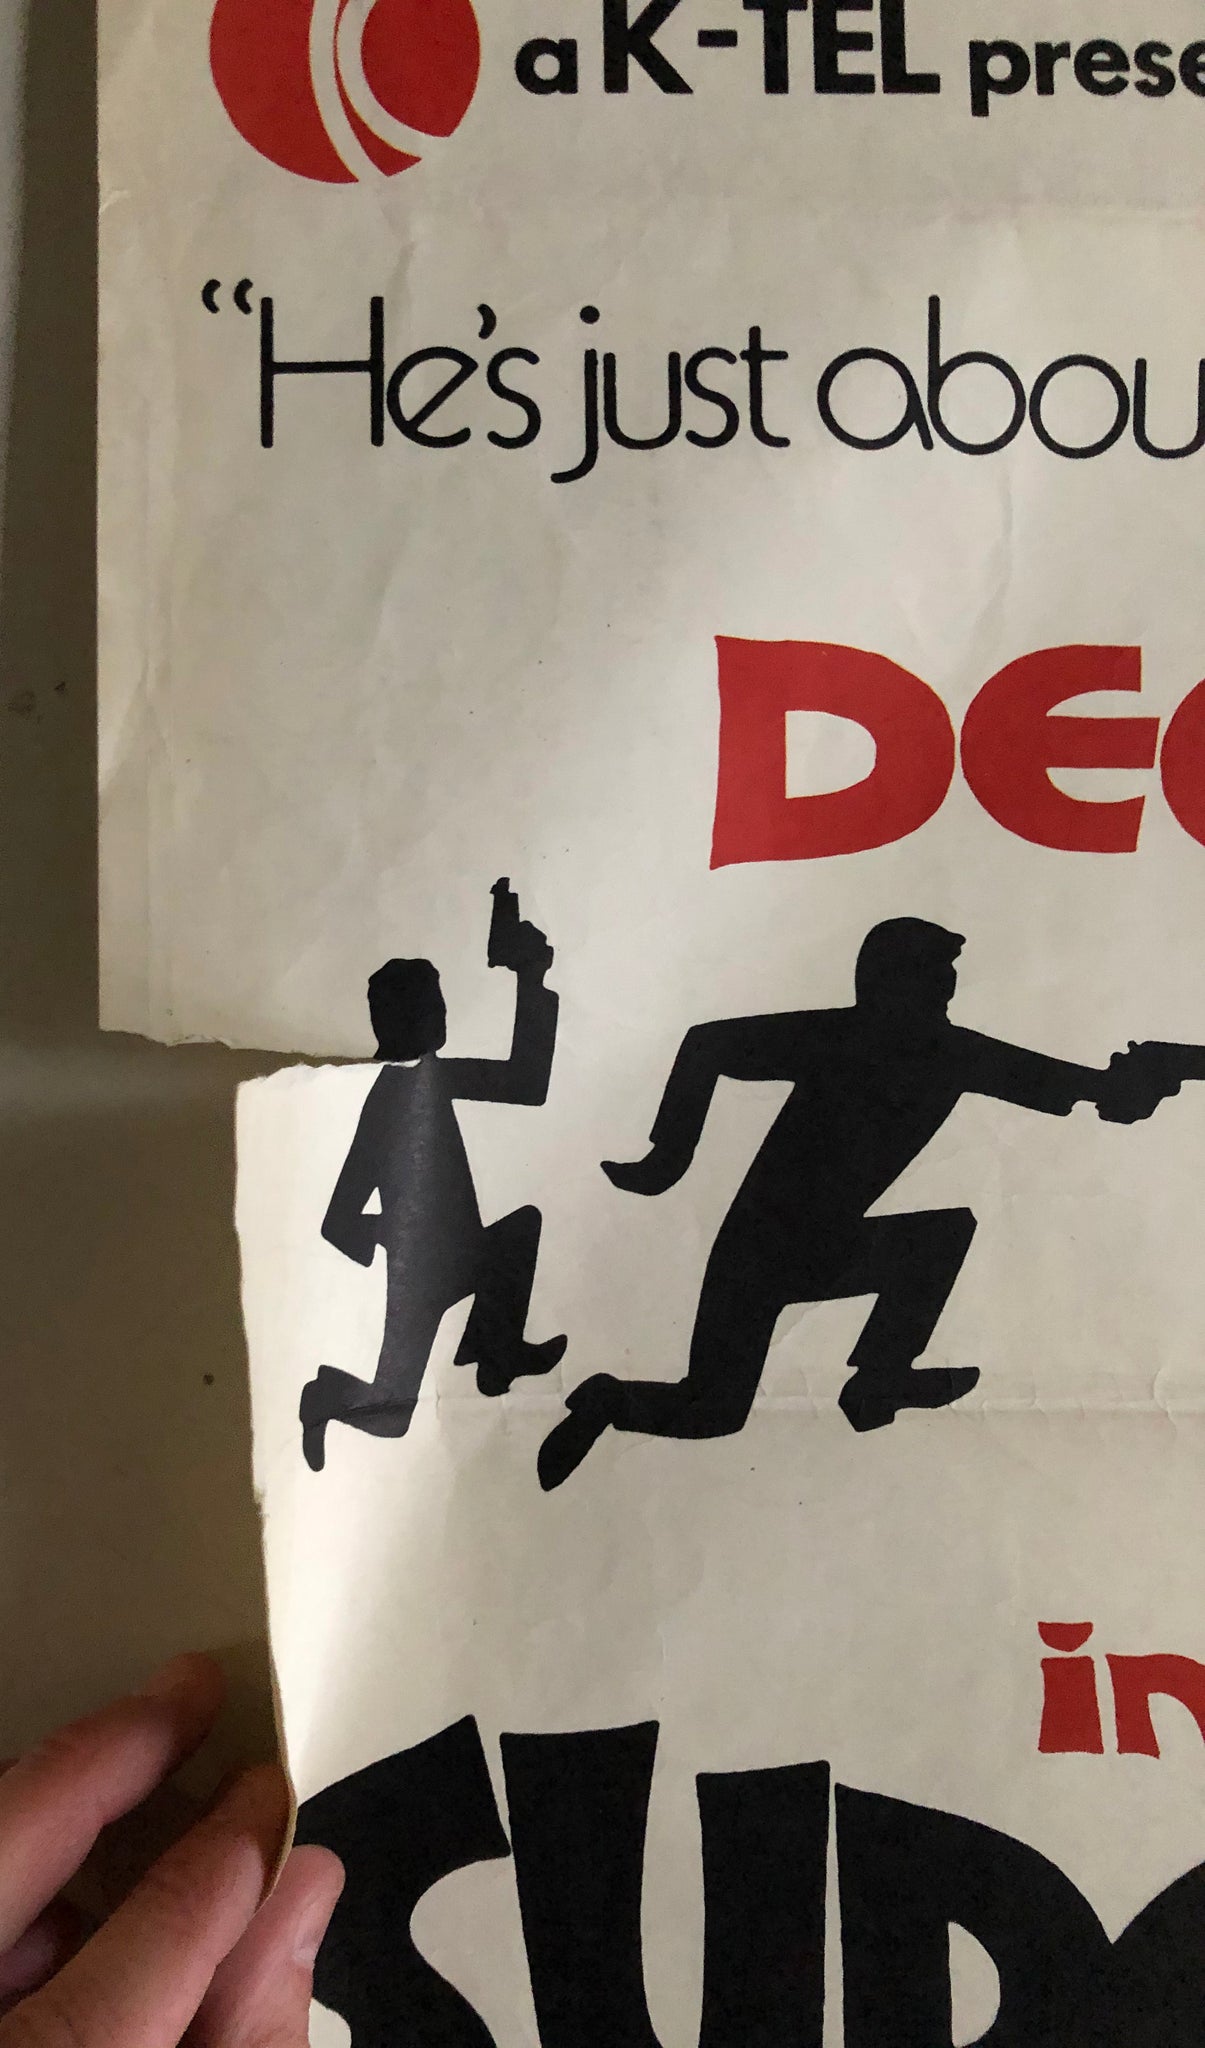 a K-TEL prese
“He's just abou
DE
in
SUP